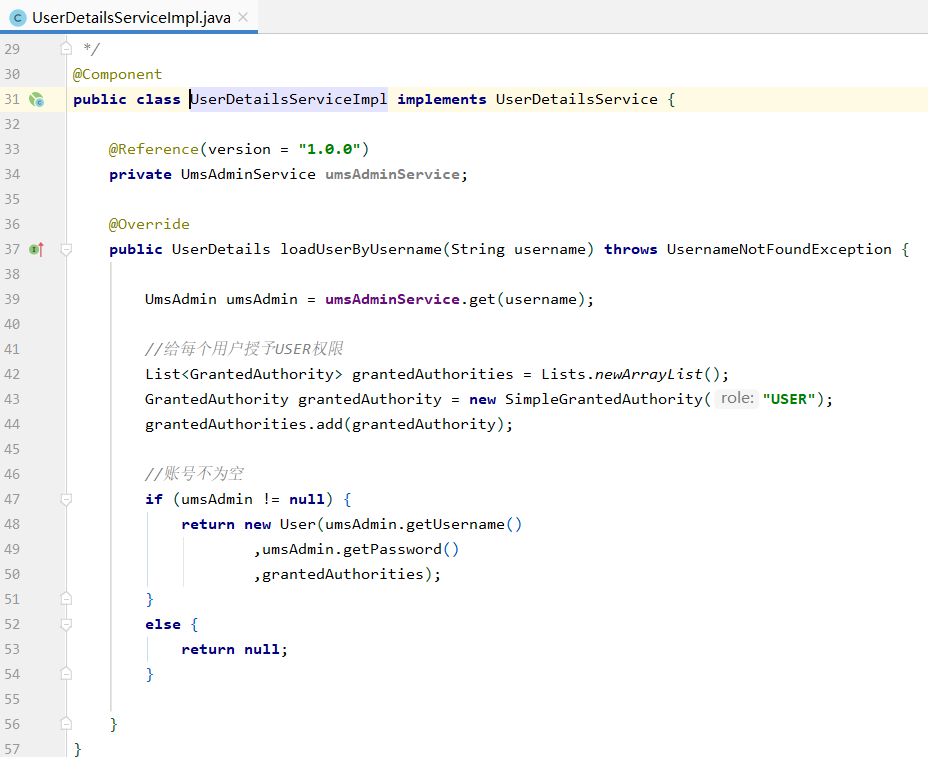 UserDetailsServiceImpl.java
29 */
30 @Component
31 public class UserDetailsServiceImpl implements UserDetailsService {
32
33 @Reference(version = "1.0.0")
34 private UmsAdminService umsAdminService;
35
36 @Override
37 public UserDetails loadUserByUsername(String username) throws UsernameNotFoundException {
38
39 UmsAdmin umsAdmin = umsAdminService.get(username);
40
41 //给每个用户授予USER权限
42 List<GrantedAuthority> grantedAuthorities = Lists.newArrayList();
43 GrantedAuthority grantedAuthority = new SimpleGrantedAuthority( role: "USER");
44 grantedAuthorities.add(grantedAuthority);
45
46 //账号不为空
47 if (umsAdmin != null) {
48 return new User(umsAdmin.getUsername()
49 ,umsAdmin.getPassword()
50 ,grantedAuthorities);
51 }
52 else {
53 return null;
54 }
55
56 }
57 }